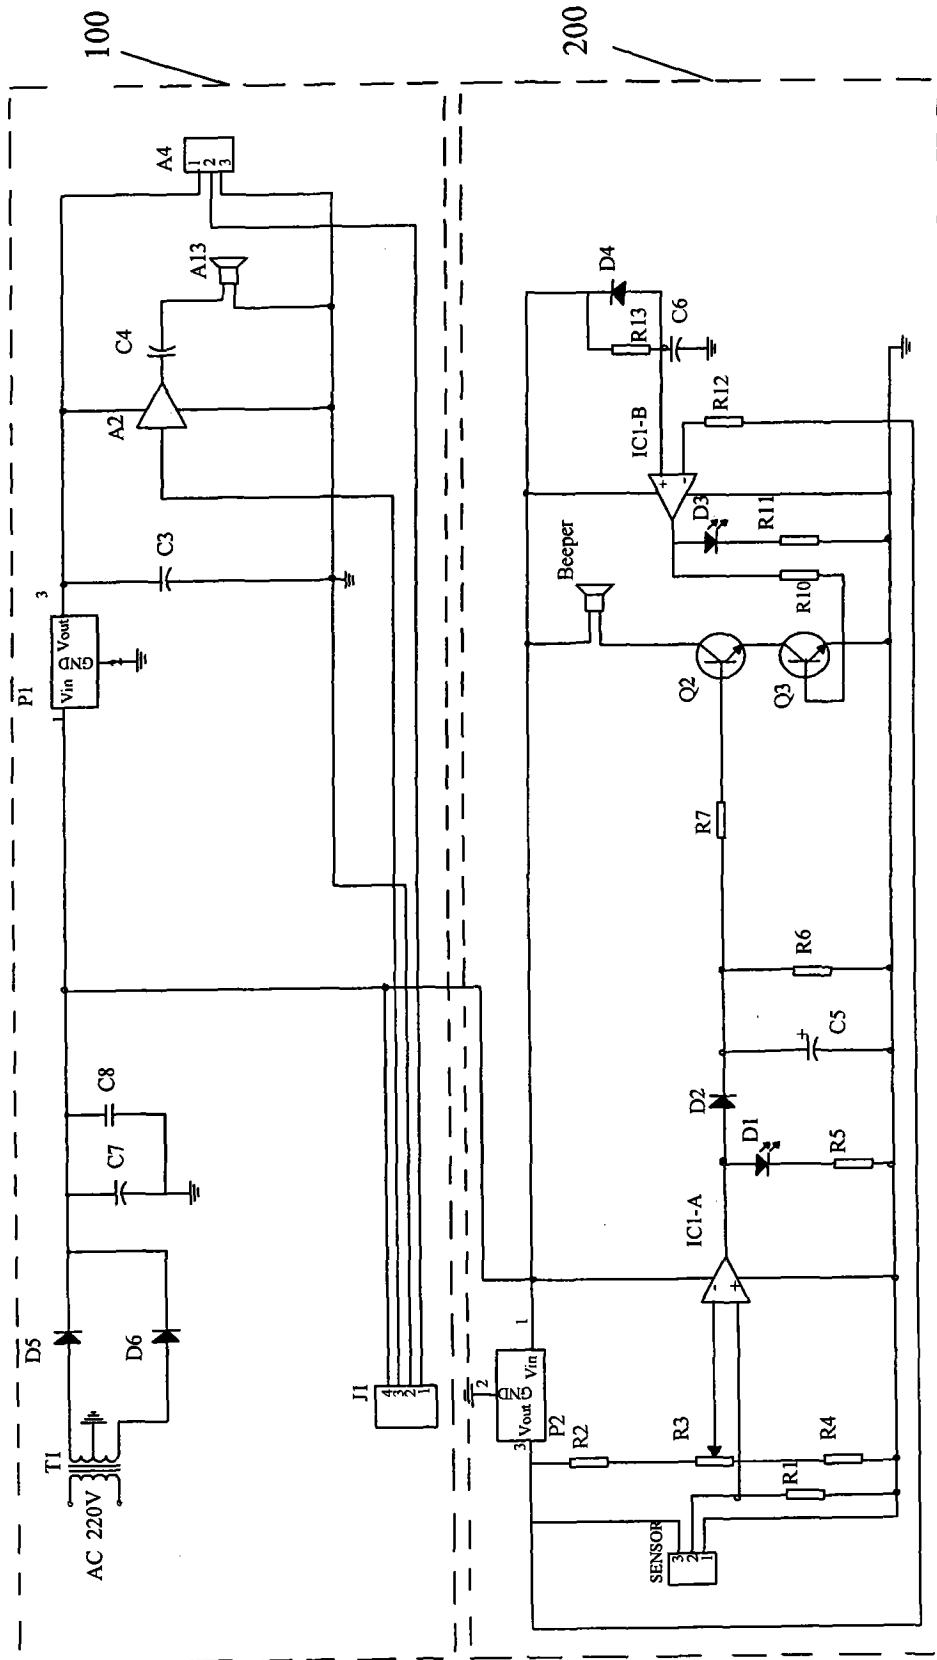 100
A4
1
2
3
A13
C4
A2
C3
3
Vout
GND
Vin
P1
1
C8
C7
D5
D6
T1
AC 220V
J1
4
3
2
1
200
D4
R13
C6
IC1-B
+
-
R12
D3
R11
R10
Beeper
Q2
Q3
R7
R6
+
C5
D2
D1
R5
IC1-A
-
+
1
Vin
2
GND
Vout
3
P2
R2
R3
R4
R1
SENSOR
3
2
1